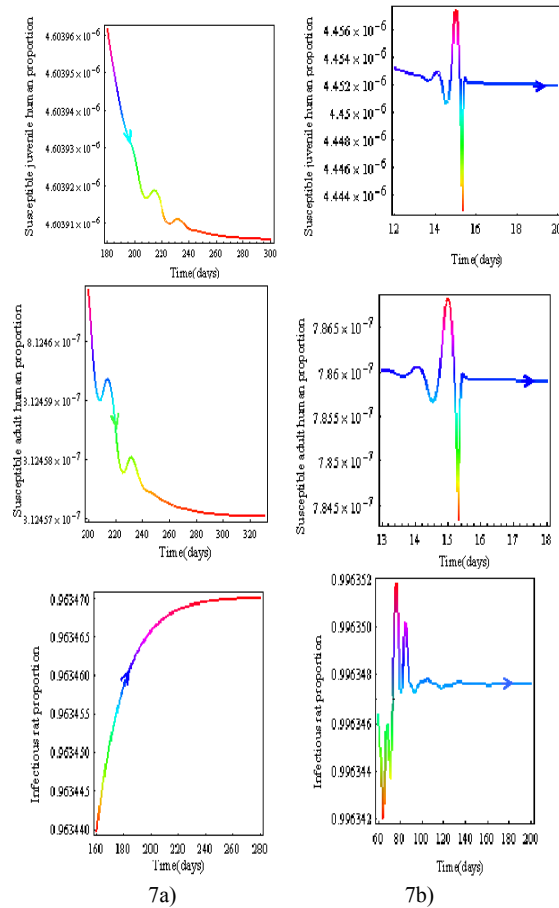 Susceptible juvenile human proportion
4.60396 × 10⁻⁶
4.60395 × 10⁻⁶
4.60394 × 10⁻⁶
4.60393 × 10⁻⁶
4.60392 × 10⁻⁶
4.60391 × 10⁻⁶
180 200 220 240 260 280 300
Time(days)
Susceptible juvenile human proportion
4.456 × 10⁻⁶
4.454 × 10⁻⁶
4.452 × 10⁻⁶
4.45 × 10⁻⁶
4.448 × 10⁻⁶
4.446 × 10⁻⁶
4.444 × 10⁻⁶
12 14 16 18 20
Time(days)
Susceptible adult human proportion
8.1246
3.12459 × 10⁻⁷
3.12458 × 10⁻⁷
3.12457 × 10⁻⁷
200 220 240 260 280 300 320
Time(days)
Susceptible adult human proportion
7.865 × 10⁻⁷
7.86 × 10⁻⁷
7.855 × 10⁻⁷
7.85 × 10⁻⁷
7.845 × 10⁻⁷
13 14 15 16 17 18
Time(days)
Infectious rat proportion
0.963470
0.963465
0.963460
0.963455
0.963450
0.963445
0.963440
160 180 200 220 240 260 280
Time(days)
Infectious rat proportion
0.996352
0.996350
0.996348
0.996346
0.996344
0.996342
60 80 100 120 140 160 180 200
Time(days)
7a)
7b)